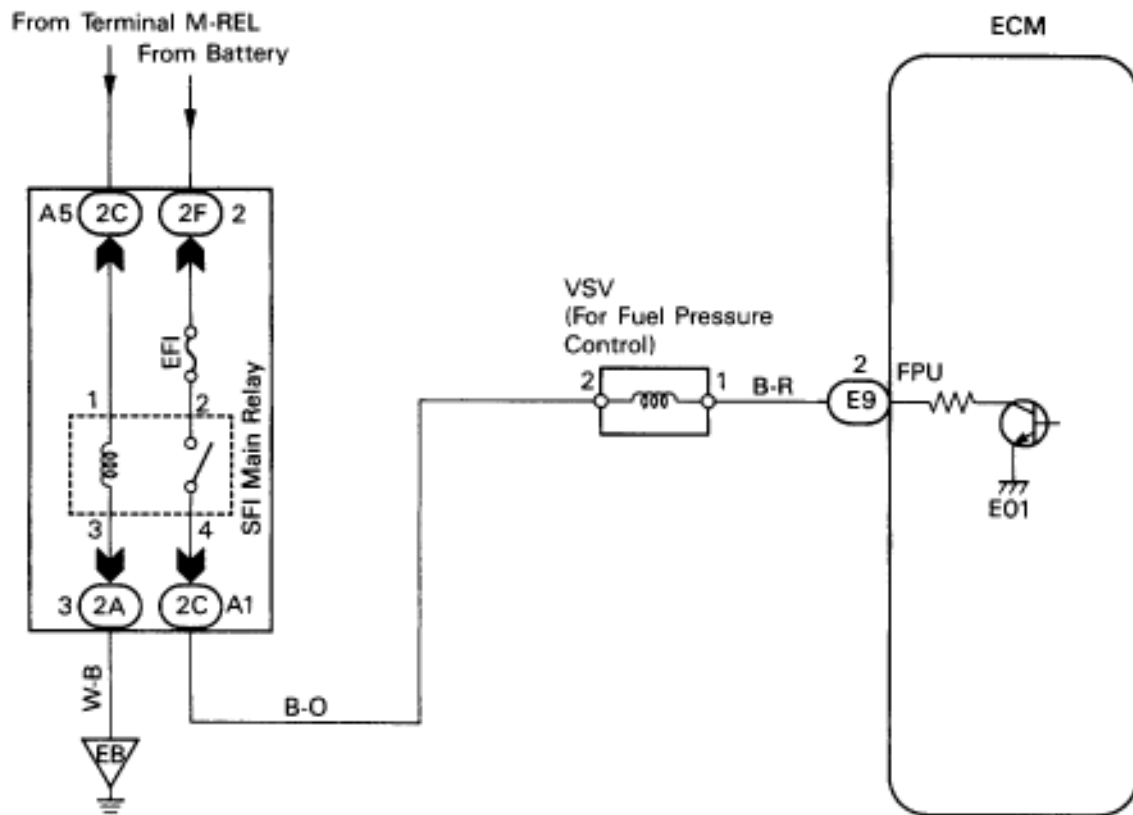 From Terminal M-REL
From Battery
ECM
A5 2C 2F 2
EFI
1 2
SFI Main Relay
3 4
3 2A 2C A1
W-B
EB
B-O
VSV
(For Fuel Pressure
Control)
2 1
B-R
2
E9
FPU
E01